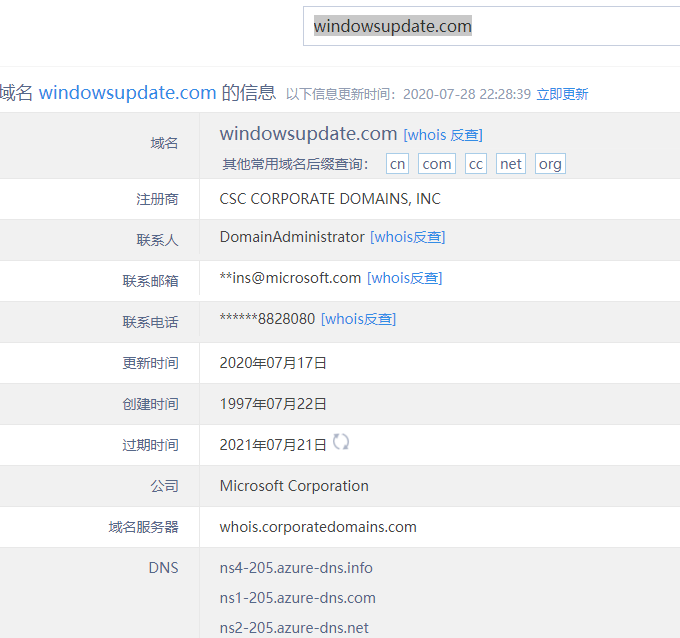 windowsupdate.com
域名 windowsupdate.com 的信息 以下信息更新时间：2020-07-28 22:28:39 立即更新
域名 windowsupdate.com [whois 反查]
其他常用域名后缀查询： cn com cc net org
注册商 CSC CORPORATE DOMAINS, INC
联系人 DomainAdministrator [whois反查]
联系邮箱 **ins@microsoft.com [whois反查]
联系电话 ******8828080 [whois反查]
更新时间 2020年07月17日
创建时间 1997年07月22日
过期时间 2021年07月21日
公司 Microsoft Corporation
域名服务器 whois.corporatedomains.com
DNS ns4-205.azure-dns.info
ns1-205.azure-dns.com
ns2-205.azure-dns.net